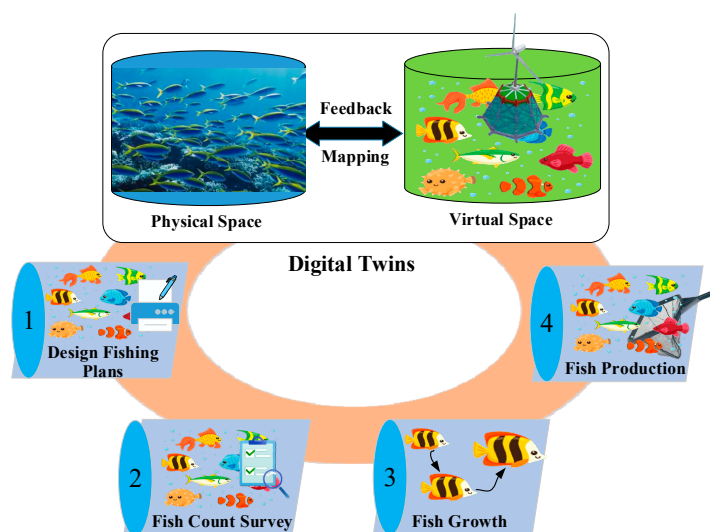 Feedback
Mapping
Physical Space
Virtual Space
Digital Twins
1
Design Fishing
Plans
2
Fish Count Survey
3
Fish Growth
4
Fish Production